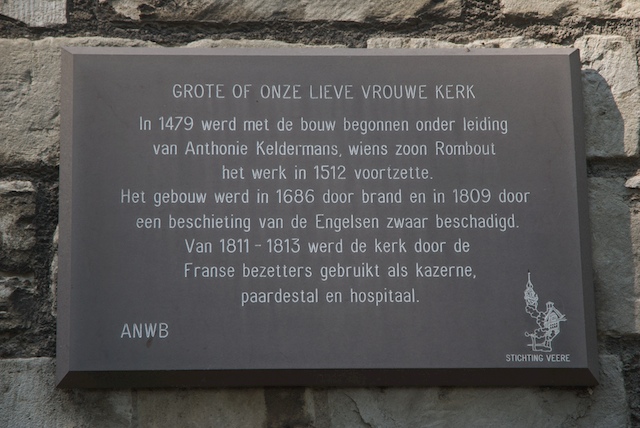 GROTE OF ONZE LIEVE VROUWE KERK
In 1479 werd met de bouw begonnen onder leiding
van Anthonie Keldermans, wiens zoon Rombout
het werk in 1512 voortzette.
Het gebouw werd in 1686 door brand en in 1809 door
een beschieting van de Engelsen zwaar beschadigd.
Van 1811 - 1813 werd de kerk door de
Franse bezetters gebruikt als kazerne,
paardestal en hospitaal.
ANWB
STICHTING VEERE